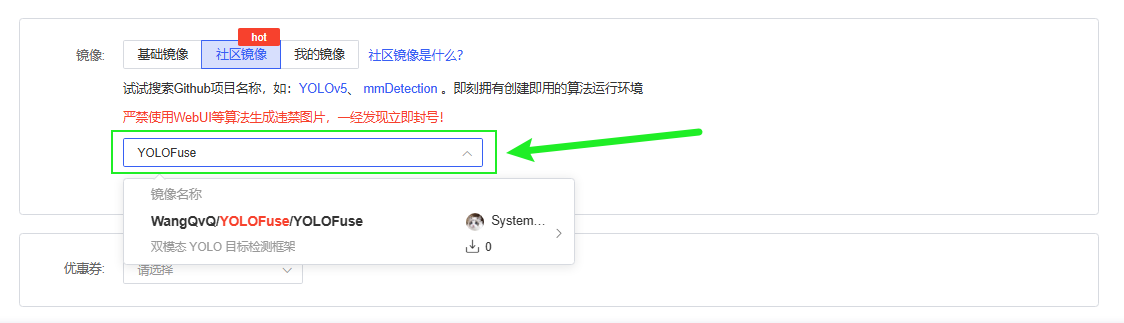 hot
镜像: 基础镜像 社区镜像 我的镜像 社区镜像是什么?
试试搜索Github项目名称，如：YOLOv5、 mmDetection 。即刻拥有创建即用的算法运行环境
严禁使用WebUI等算法生成违禁图片，一经发现立即封号!
YOLOFuse
镜像名称
WangQvQ/YOLOFuse/YOLOFuse System...
双模态 YOLO 目标检测框架 0
优惠券: 请选择